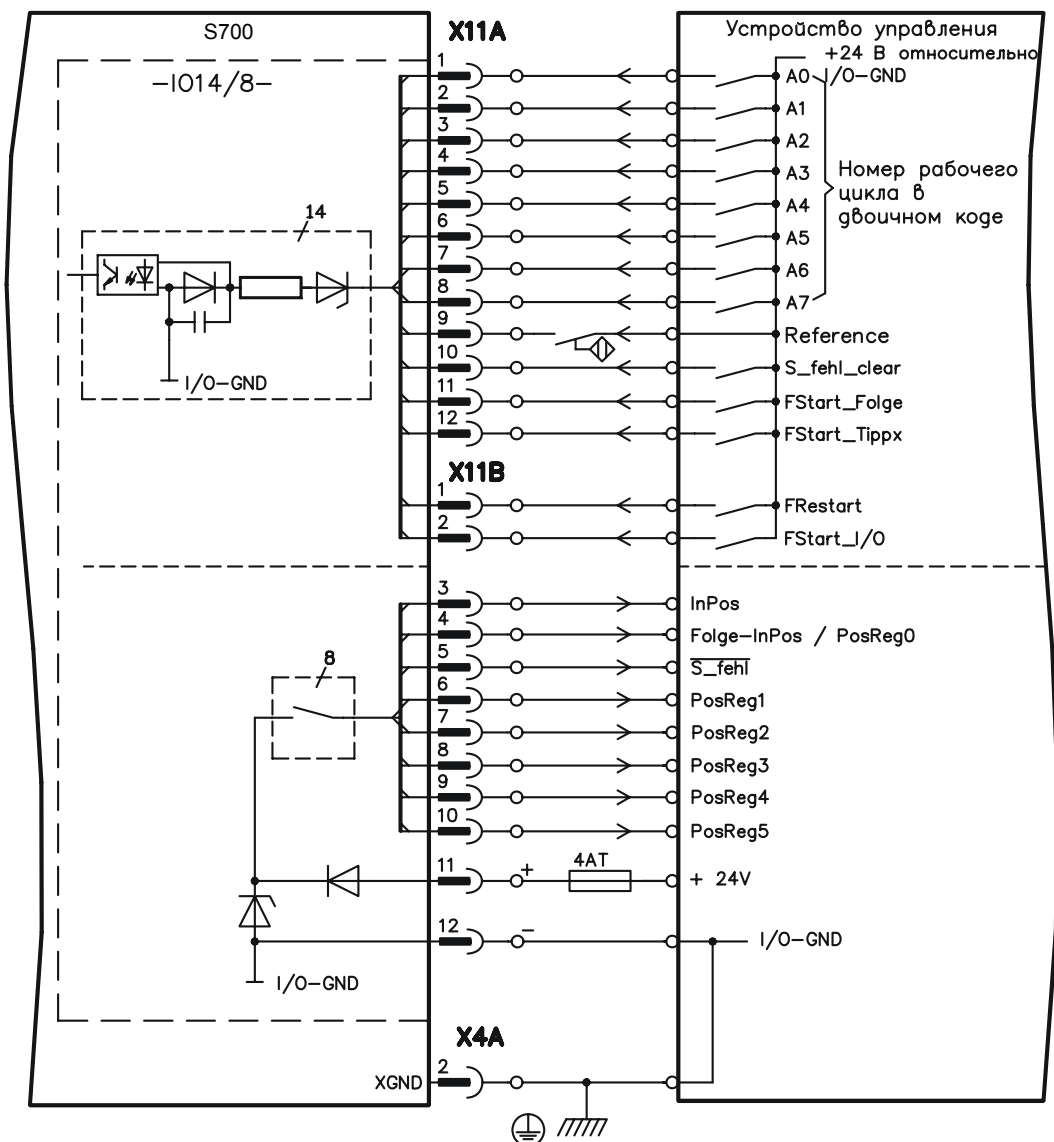 S700
X11A
Устройство управления
+24 В относительно
I/O-GND
-IO14/8-
1
A0
2
A1
3
A2
4
A3
Номер рабочего
цикла в
двоичном коде
5
A4
6
A5
14
7
A6
8
A7
9
Reference
10
S_fehl_clear
I/O-GND
11
FStart_Folge
12
FStart_Tippx
X11B
1
FRestart
2
FStart_I/O
3
InPos
4
Folge-InPos / PosReg0
5
S_fehl
8
6
PosReg1
7
PosReg2
8
PosReg3
9
PosReg4
10
PosReg5
11
+
4AT
+ 24V
12
-
I/O-GND
I/O-GND
X4A
XGND
2